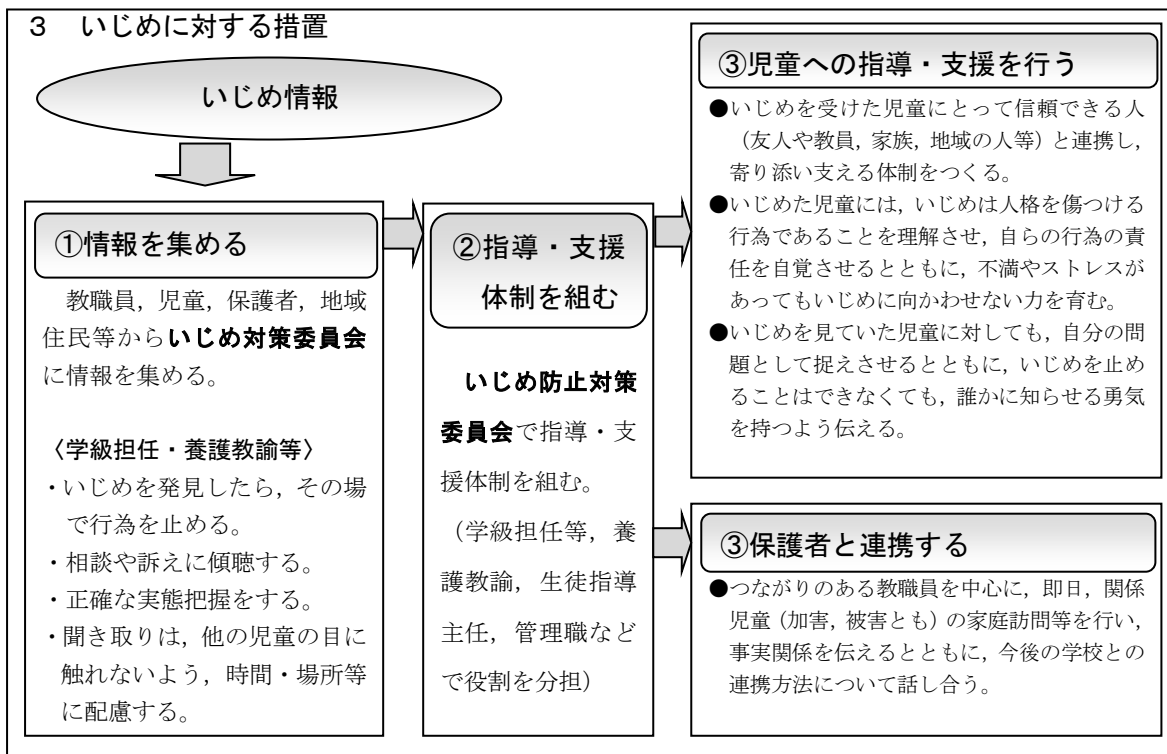 ３　いじめに対する措置
いじめ情報
①情報を集める
教職員，児童，保護者，地域
住民等からいじめ対策委員会
に情報を集める。
〈学級担任・養護教諭等〉
・いじめを発見したら，その場
で行為を止める。
・相談や訴えに傾聴する。
・正確な実態把握をする。
・聞き取りは，他の児童の目に
触れないよう，時間・場所等
に配慮する。
②指導・支援
体制を組む
いじめ防止対策
委員会で指導・支
援体制を組む。
（学級担任等，養
護教諭，生徒指導
主任，管理職など
で役割を分担）
③児童への指導・支援を行う
●いじめを受けた児童にとって信頼できる人
（友人や教員，家族，地域の人等）と連携し，
寄り添い支える体制をつくる。
●いじめた児童には，いじめは人格を傷つける
行為であることを理解させ，自らの行為の責
任を自覚させるとともに，不満やストレスが
あってもいじめに向かわせない力を育む。
●いじめを見ていた児童に対しても，自分の問
題として捉えさせるとともに，いじめを止め
ることはできなくても，誰かに知らせる勇気
を持つよう伝える。
③保護者と連携する
●つながりのある教職員を中心に，即日，関係
児童（加害，被害とも）の家庭訪問等を行い，
事実関係を伝えるとともに，今後の学校との
連携方法について話し合う。